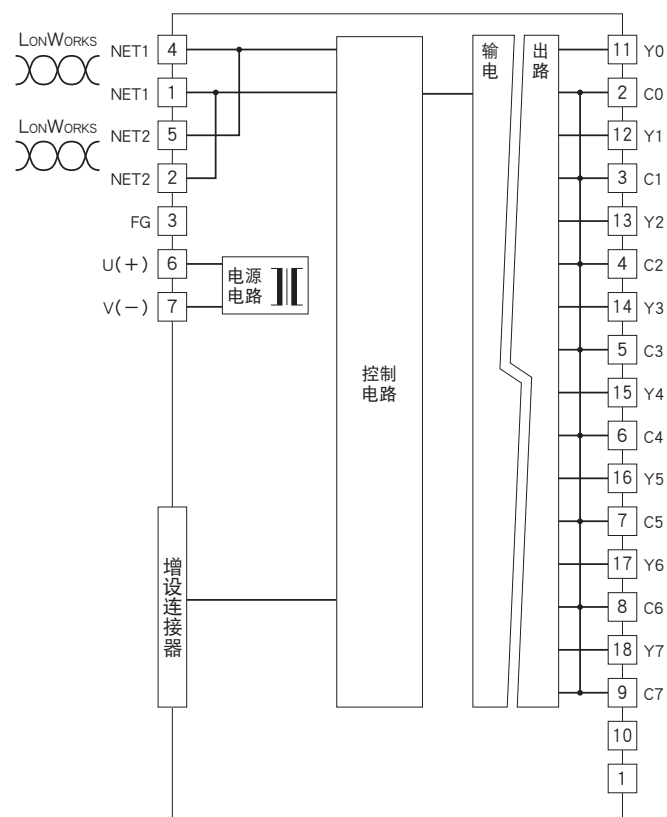 LONWORKS
NET1 4
NET1 1
LONWORKS
NET2 5
NET2 2
FG 3
U(+) 6
V(−) 7
电源
电路
增设连接器
控制
电路
输出
电路
11 Y0
2 C0
12 Y1
3 C1
13 Y2
4 C2
14 Y3
5 C3
15 Y4
6 C4
16 Y5
7 C5
17 Y6
8 C6
18 Y7
9 C7
10
1